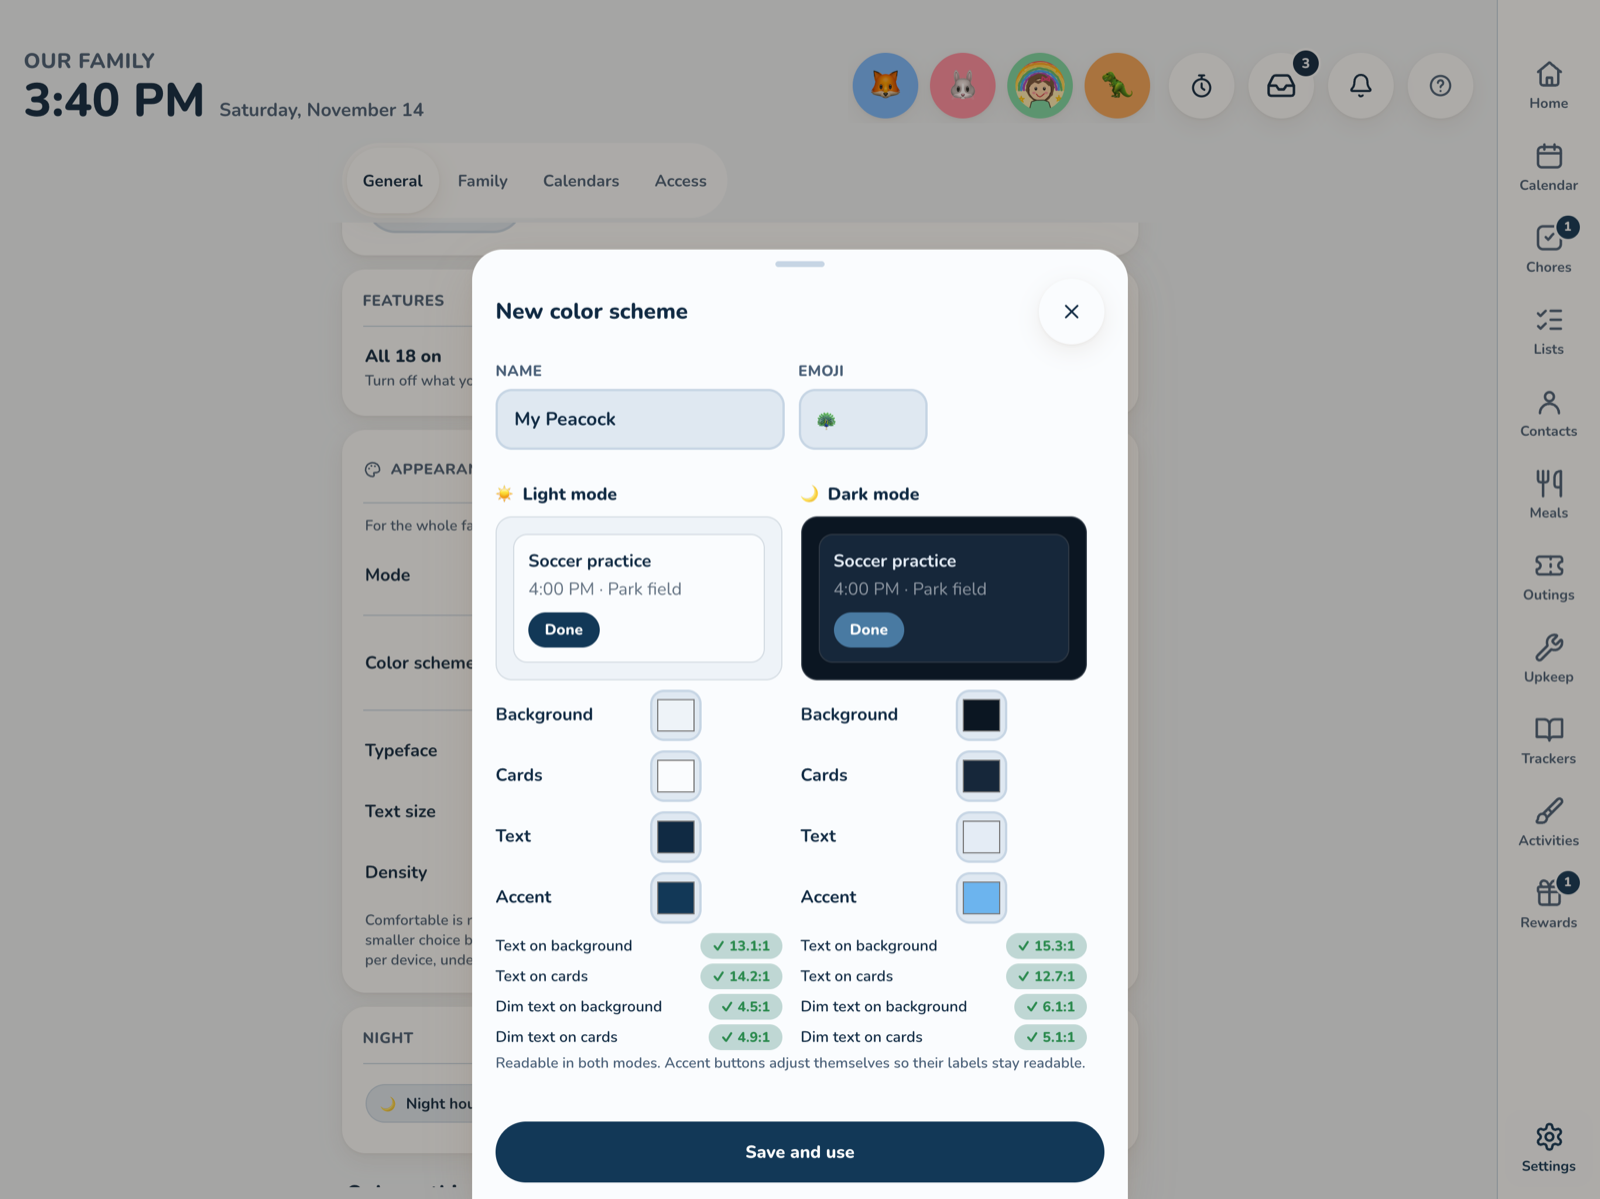 OUR FAMILY
3:40 PM Saturday, November 14
3
Home
Calendar
1
Chores
Lists
Contacts
Meals
Outings
Upkeep
Trackers
Activities
1
Rewards
Settings
General Family Calendars Access
FEATURES
All 18 on
Turn off what
APPEARAN
For the whole
Mode
Color scheme
Typeface
Text size
Density
Comfortable is
smaller choice
per device,
NIGHT
Night
New color scheme
NAME EMOJI
My Peacock
Light mode Dark mode
Soccer practice
4:00 PM · Park field
Done
Soccer practice
4:00 PM · Park field
Done
Background Background
Cards Cards
Text Text
Accent Accent
Text on background ✓ 13.1:1 Text on background ✓ 15.3:1
Text on cards ✓ 14.2:1 Text on cards ✓ 12.7:1
Dim text on background ✓ 4.5:1 Dim text on background ✓ 6.1:1
Dim text on cards ✓ 4.9:1 Dim text on cards ✓ 5.1:1
Readable in both modes. Accent buttons adjust themselves so their labels stay readable.
Save and use